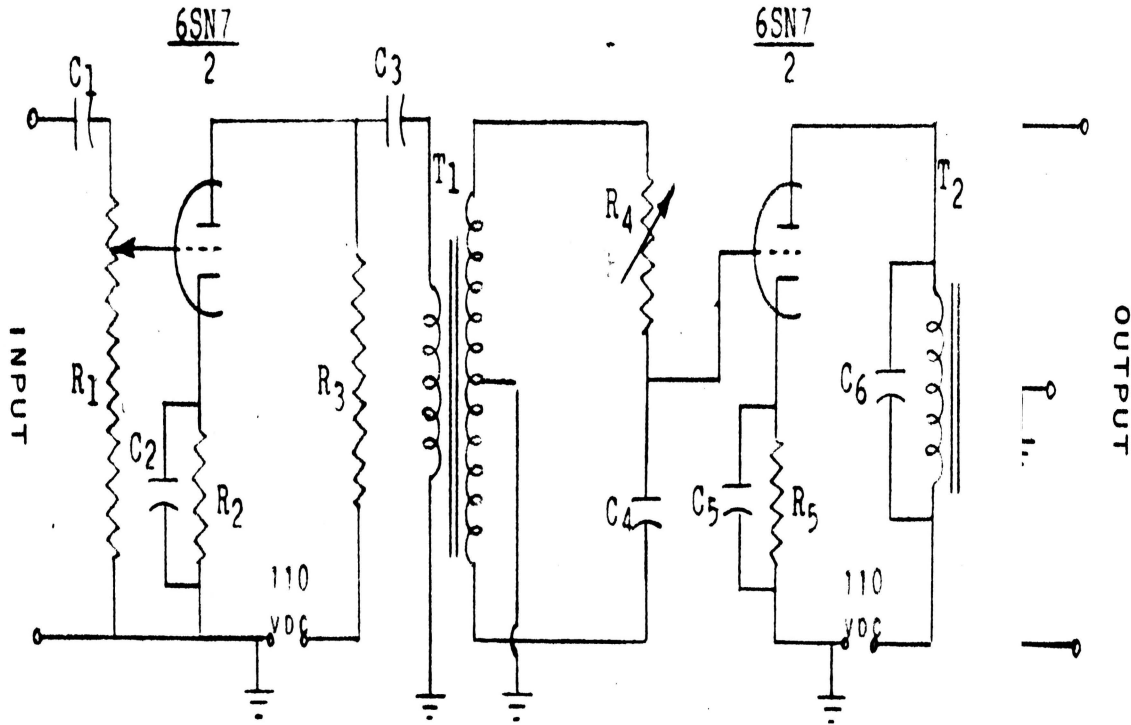 6SN7
2
6SN7
2
C1
C3
T1
R4
T2
INPUT
R1
C2
R2
R3
C4
C5
R5
C6
OUTPUT
110
VDC
110
VDC